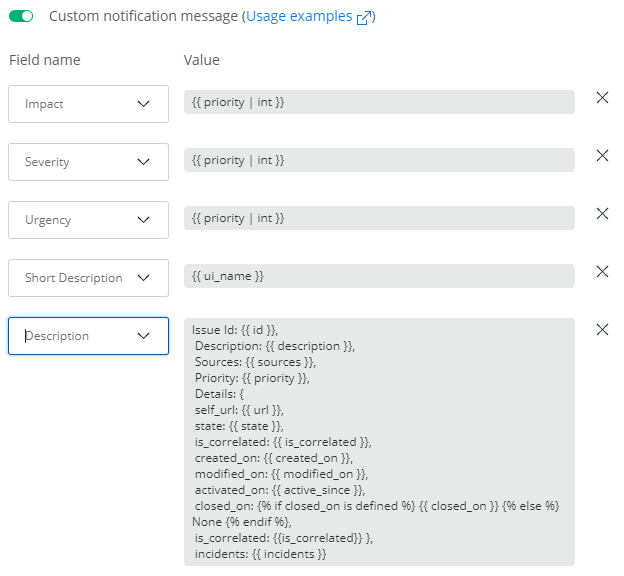 Custom notification message (Usage examples)
Field name Value
Impact {{ priority | int }}
Severity {{ priority | int }}
Urgency {{ priority | int }}
Short Description {{ ui_name }}
Description
Issue Id: {{ id }},
Description: {{ description }},
Sources: {{ sources }},
Priority: {{ priority }},
Details: {
self_url: {{ url }},
state: {{ state }},
is_correlated: {{ is_correlated }},
created_on: {{ created_on }},
modified_on: {{ modified_on }},
activated_on: {{ active_since }},
closed_on: {% if closed_on is defined %} {{ closed_on }} {% else %}
None {% endif %},
is_correlated: {{is_correlated}} },
incidents: {{ incidents }}